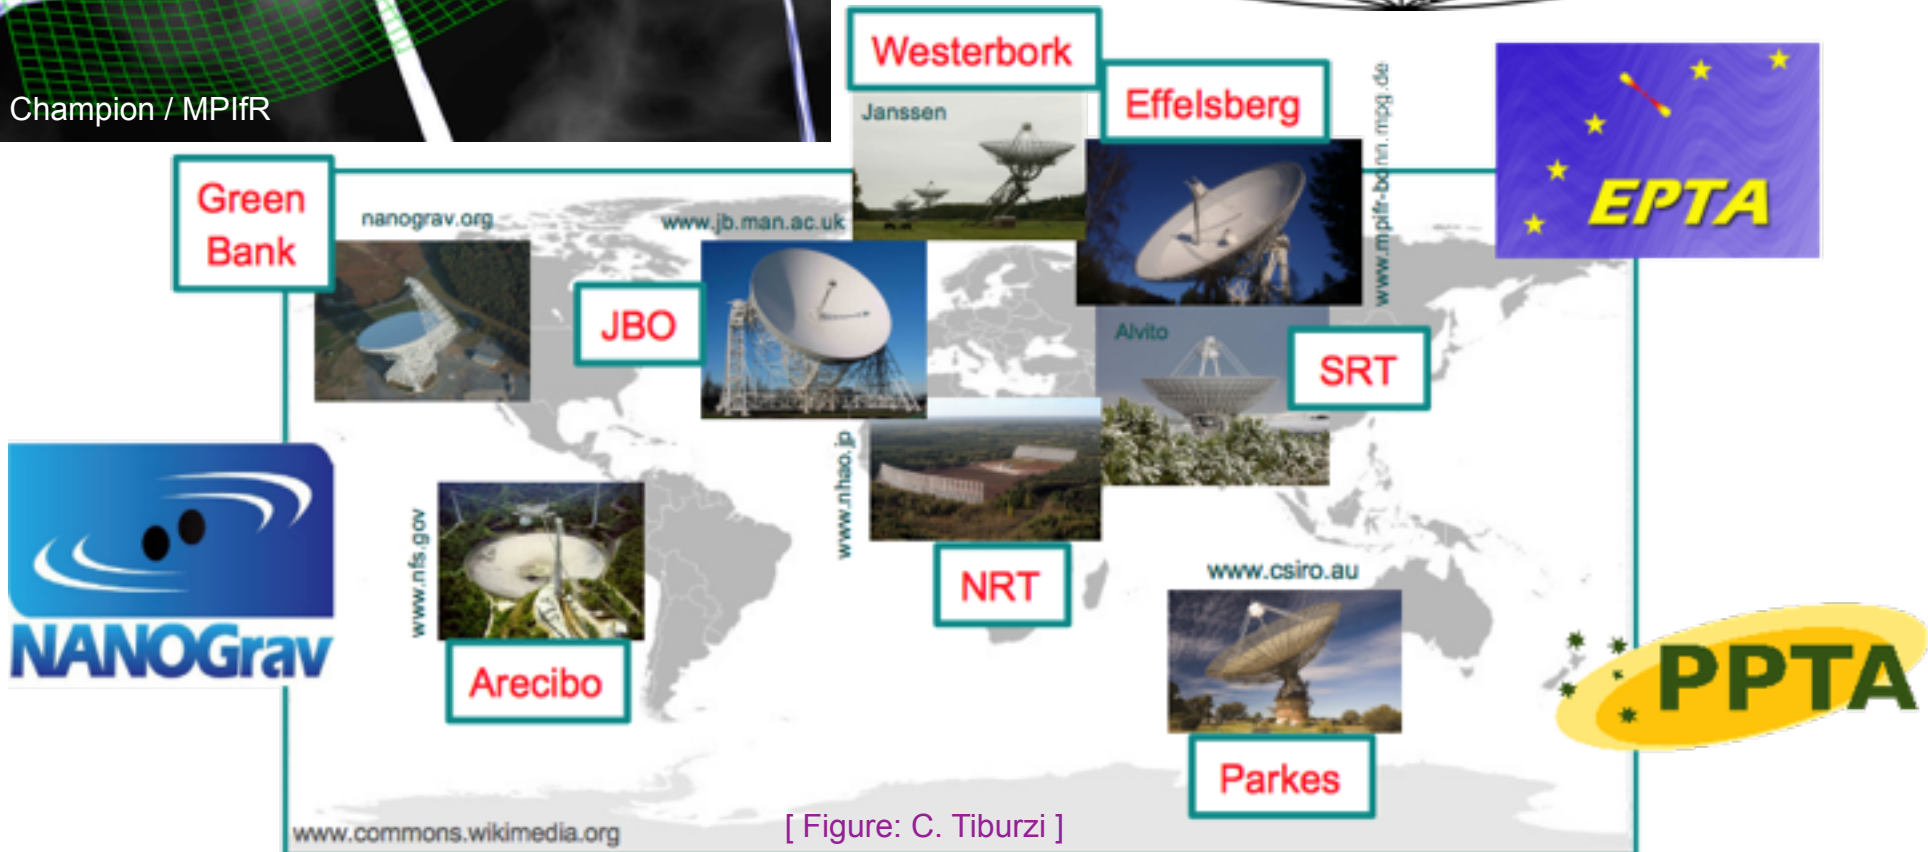 Champion / MPIfR
Westerbork
Effelsberg
Janssen
www.mpifr-bonn.mpg.de
EPTA
Green
Bank
nanograv.org
www.jb.man.ac.uk
JBO
Alvito
SRT
www.nhao.jp
NANOGrav
www.nfs.gov
NRT
www.csiro.au
Arecibo
PPTA
Parkes
www.commons.wikimedia.org
[ Figure: C. Tiburzi ]